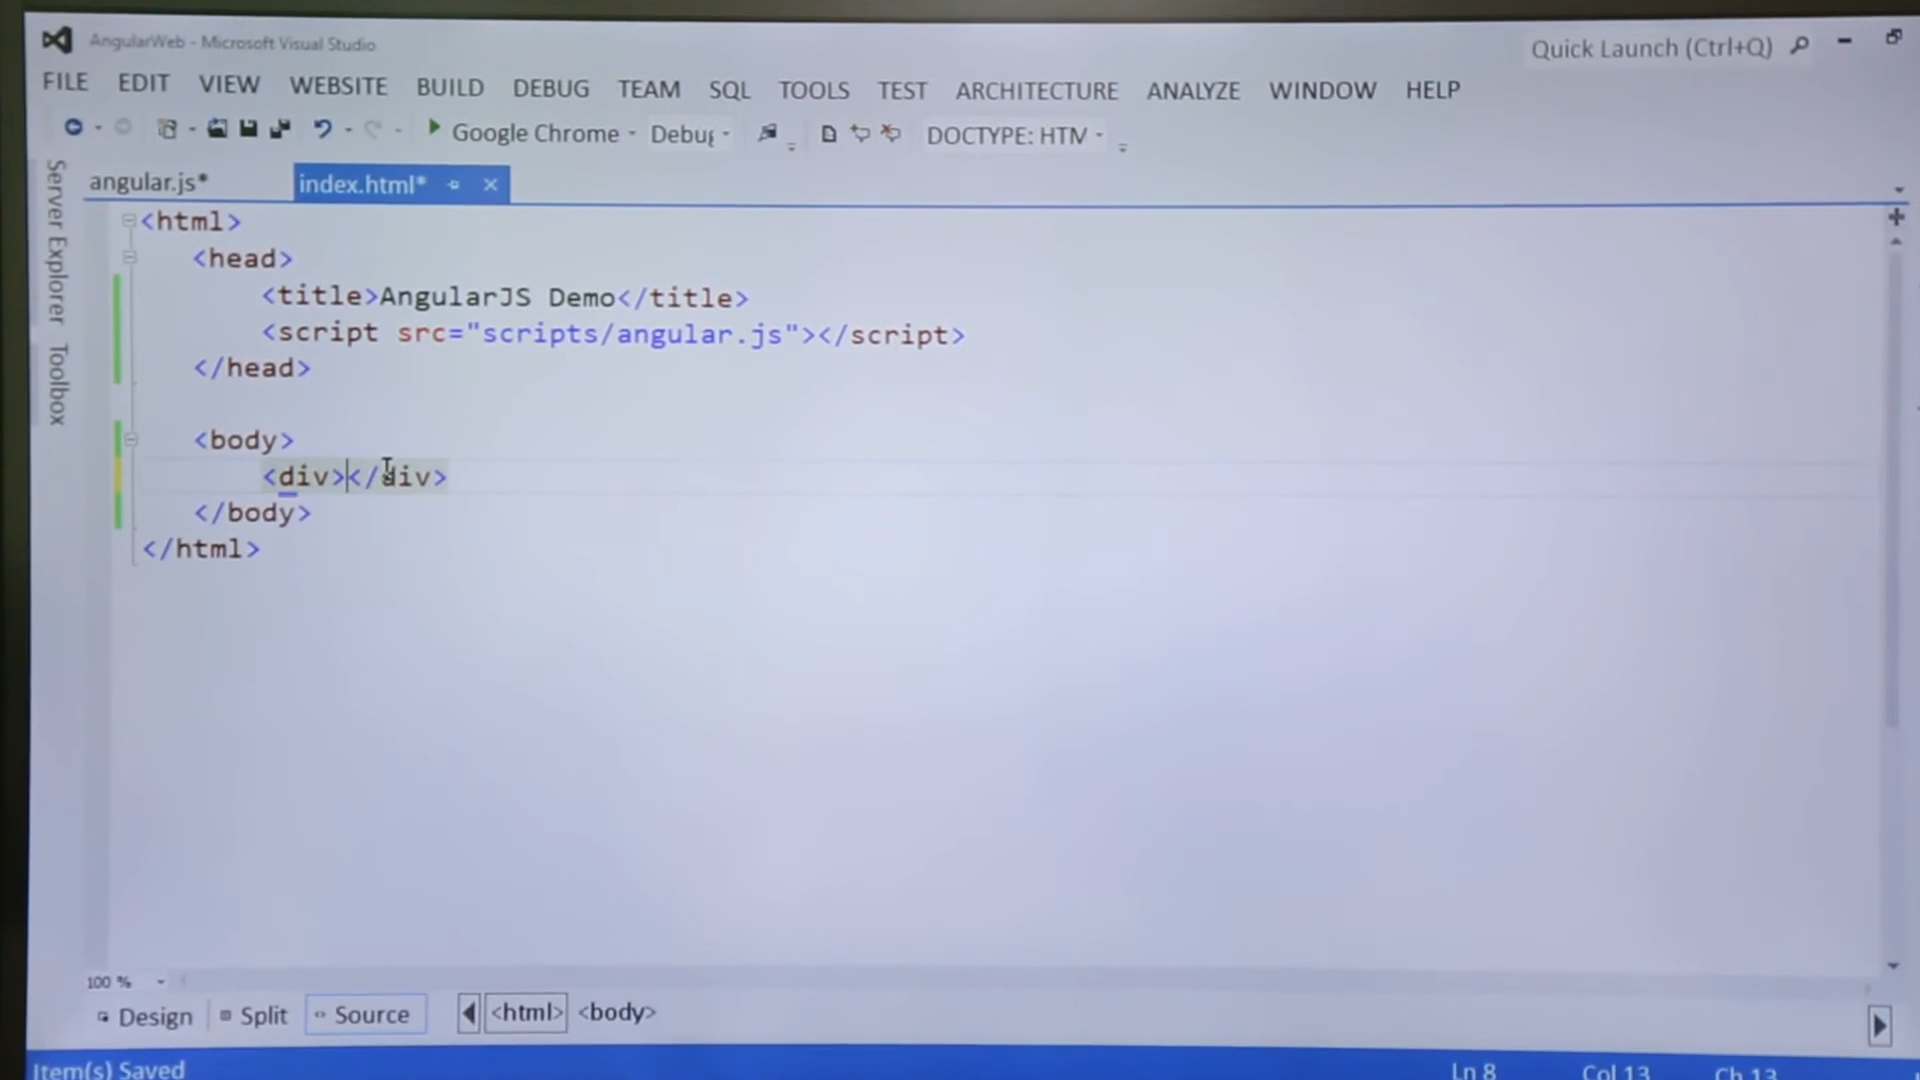 AngularWeb - Microsoft Visual Studio
Quick Launch (Ctrl+Q)
FILE EDIT VIEW WEBSITE BUILD DEBUG TEAM SQL TOOLS TEST ARCHITECTURE ANALYZE WINDOW HELP
Google Chrome Debug DOCTYPE: HTM
Server Explorer
Toolbox
angular.js* index.html*
<html>
<head>
<title>AngularJS Demo</title>
<script src="scripts/angular.js"></script>
</head>
<body>
<div></div>
</body>
</html>
100 %
Design Split Source <html> <body>
Item(s) Saved Ln 8 Col 13 Ch 13